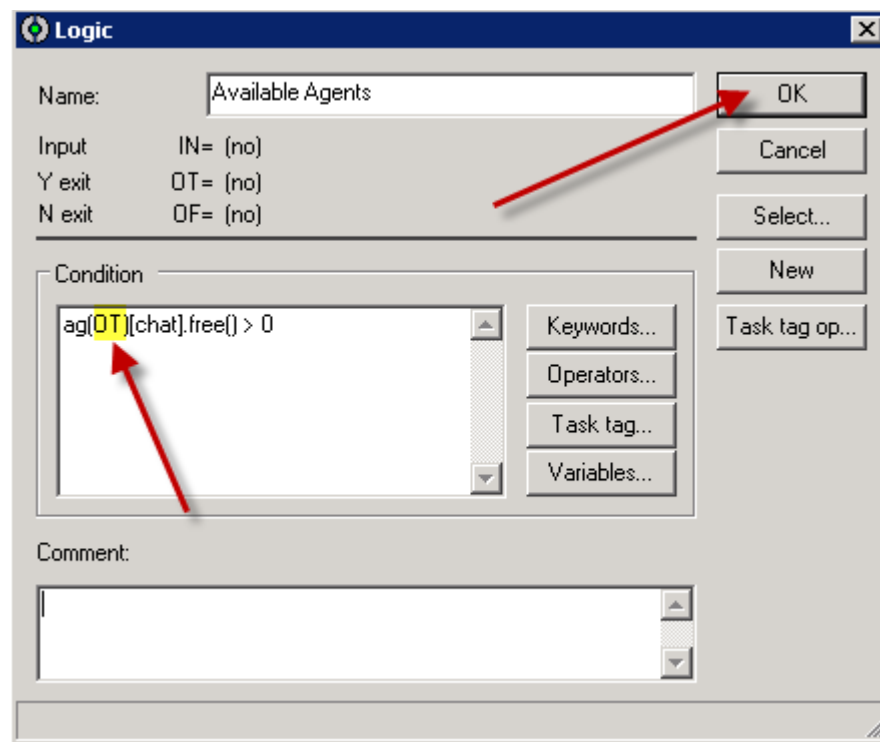 Logic
Name: Available Agents
OK
Input IN= (no)
Cancel
Y exit OT= (no)
N exit OF= (no)
Select...
New
Condition
ag(OT)[chat].free() > 0
Keywords...
Task tag op...
Operators...
Task tag...
Variables...
Comment: